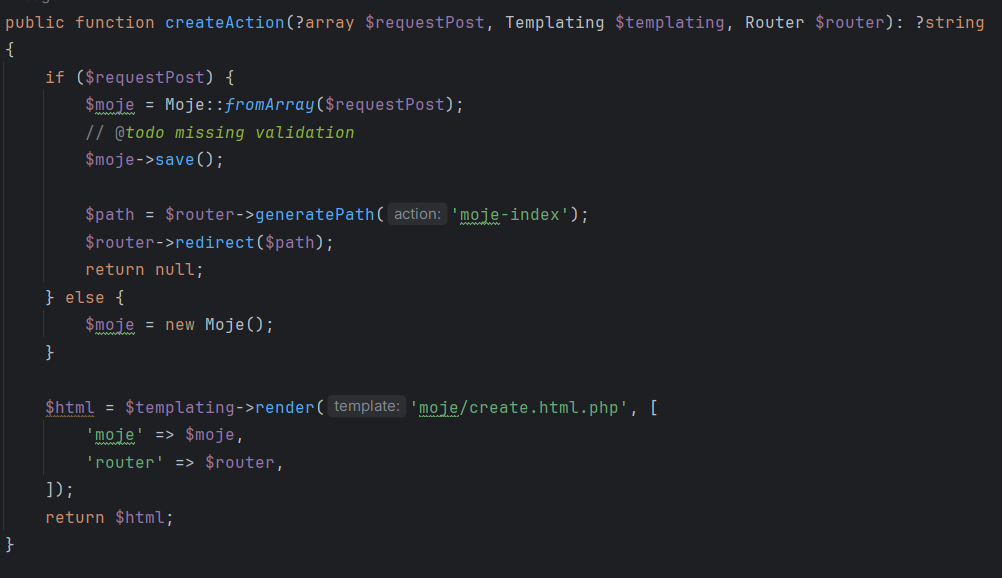 public function createAction(?array $requestPost, Templating $templating, Router $router): ?string
{
    if ($requestPost) {
        $moje = Moje::fromArray($requestPost);
        // @todo missing validation
        $moje->save();

        $path = $router->generatePath( action: 'moje-index');
        $router->redirect($path);
        return null;
    } else {
        $moje = new Moje();
    }

    $html = $templating->render( template: 'moje/create.html.php', [
        'moje' => $moje,
        'router' => $router,
    ]);
    return $html;
}